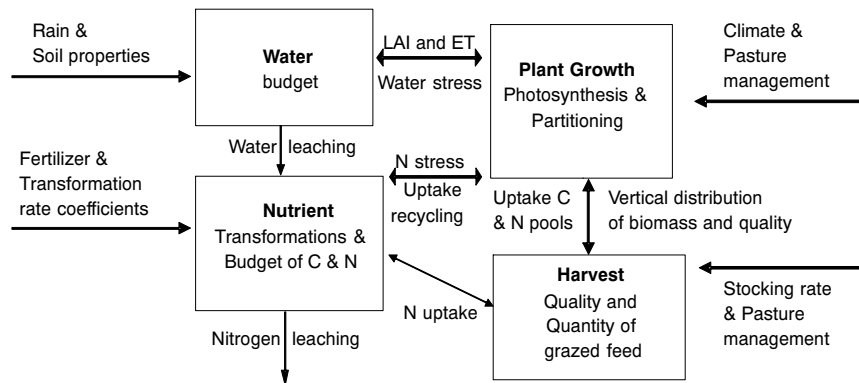 Rain &
Soil properties
Water
budget
LAI and ET
Water stress
Plant Growth
Photosynthesis &
Partitioning
Climate &
Pasture
management
Water leaching
Fertilizer &
Transformation
rate coefficients
N stress
Uptake
recycling
Nutrient
Transformations &
Budget of C & N
Uptake C
& N pools
Vertical distribution
of biomass and quality
N uptake
Harvest
Quality and
Quantity of
grazed feed
Stocking rate
& Pasture
management
Nitrogen leaching